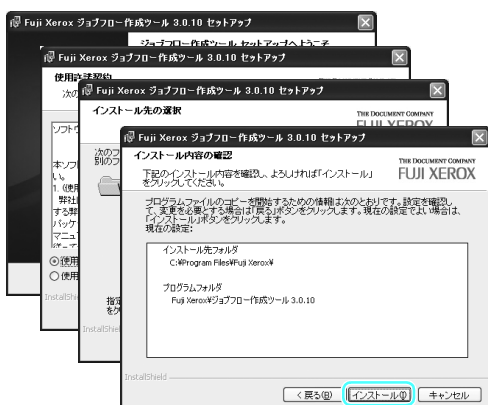 Fuji Xerox ジョブフロー作成ツール 3.0.10 セットアップ
ジョブフロー作成ツール セットアップへようこそ
Fuji Xerox ジョブフロー作成ツール 3.0.10 セットアップ
使用許諾契約
次の
ソフトウ
本ソフ
い。
1. (使用
弊社
する弊
パッケ
マニュ
使用
使用
InstallShie
Fuji Xerox ジョブフロー作成ツール 3.0.10 セットアップ
インストール先の選択
THE DOCUMENT COMPANY
FUJI XEROX
次のフ
別のフ
指定
をク
InstallShiel
Fuji Xerox ジョブフロー作成ツール 3.0.10 セットアップ
インストール内容の確認
THE DOCUMENT COMPANY
FUJI XEROX
下記のインストール内容を確認し、よろしければ「インストール」
をクリックしてください。
プログラムファイルのコピーを開始するための情報は次のとおりです。設定を確認し
て、変更を必要とする場合は「戻る」ボタンをクリックします。現在の設定でよい場合は、
「インストール」ボタンをクリックします。
現在の設定:
インストール先フォルダ
C:¥Program Files¥Fuji Xerox¥
プログラムフォルダ
Fuji Xerox¥ジョブフロー作成ツール 3.0.10
InstallShield
< 戻る(B)
インストール(I)
キャンセル